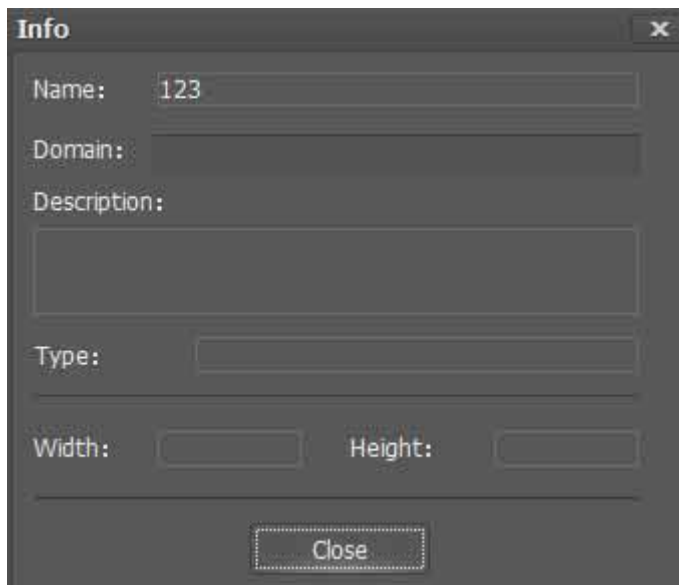 Info
Name: 123
Domain:
Description:
Type:
Width: Height:
Close